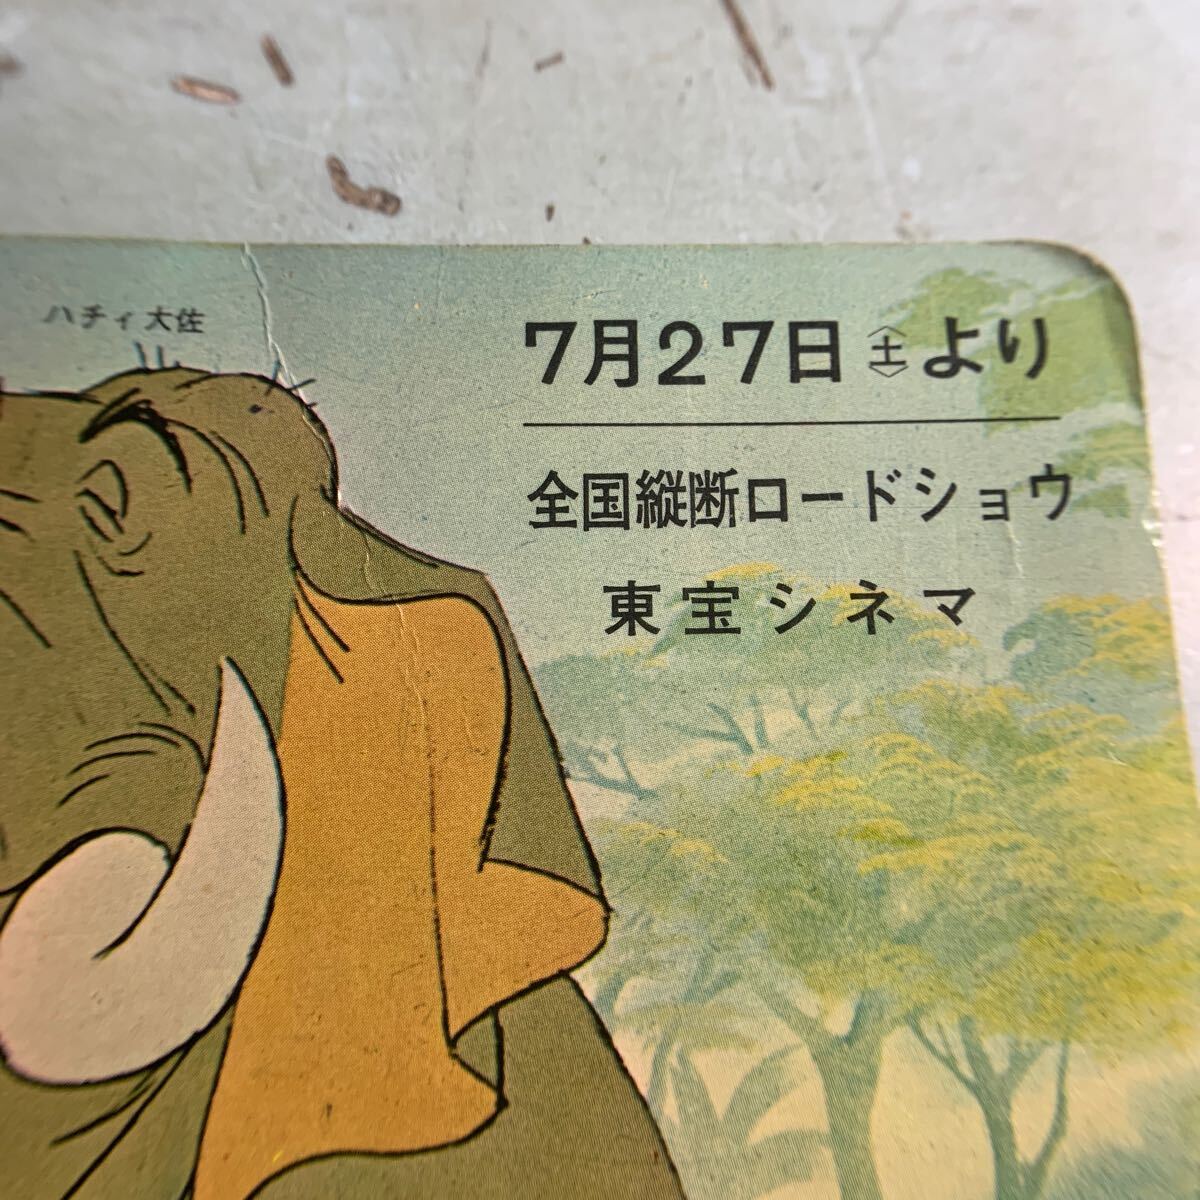 ハチィ大佐
7月27日〈土〉より
全国縦断ロードショウ
東宝シネマ